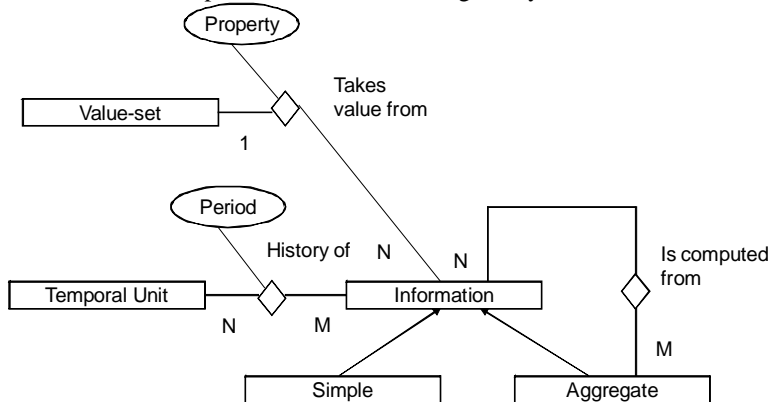 Property
Takes
value from
Value-set
1
Period
History of
N
N
Is computed
from
Temporal Unit
Information
N
M
M
Simple
Aggregate